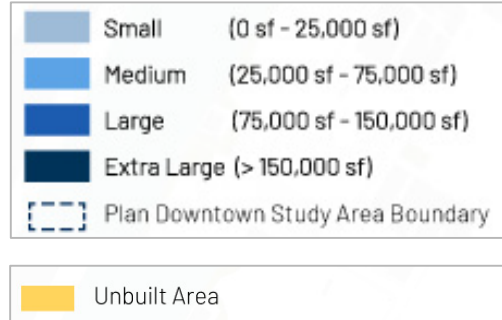 Small (0 sf - 25,000 sf)
Medium (25,000 sf - 75,000 sf)
Large (75,000 sf - 150,000 sf)
Extra Large (> 150,000 sf)
Plan Downtown Study Area Boundary
Unbuilt Area